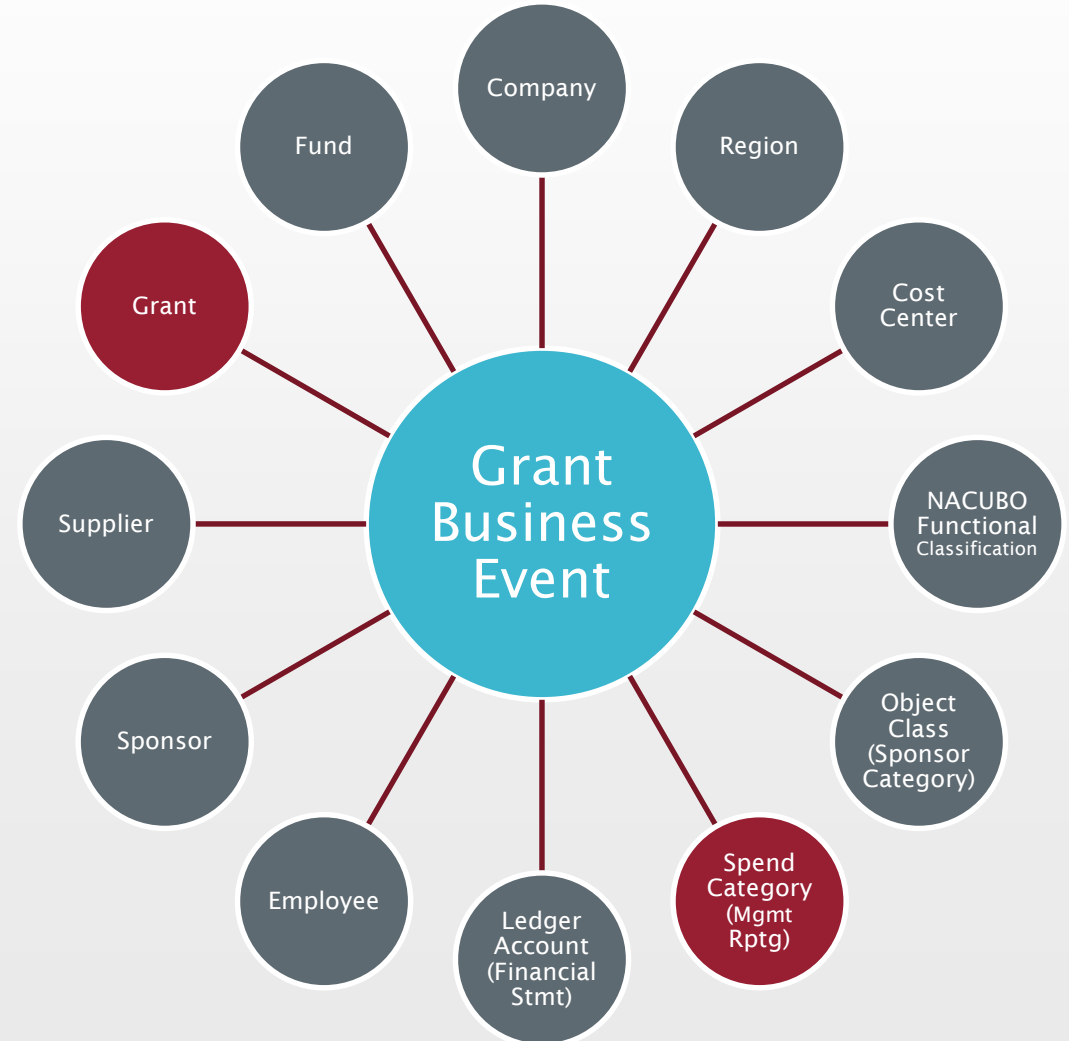 Company
Region
Cost
Center
NACUBO
Functional
Classification
Object
Class
(Sponsor
Category)
Spend
Category
(Mgmt
Rptg)
Ledger
Account
(Financial
Stmt)
Employee
Sponsor
Supplier
Grant
Fund
Grant
Business
Event